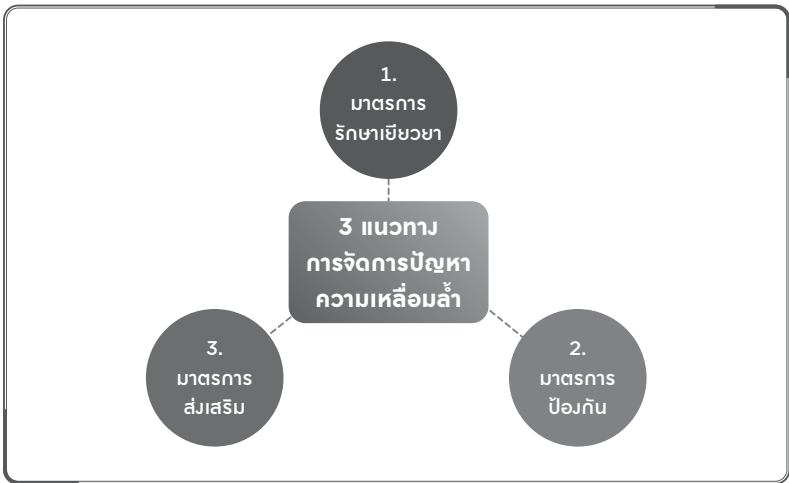 1.
มาตรการ
รักษาเยียวยา
3 แนวทาง
การจัดการปัญหา
ความเหลื่อมล้ำ
3.
มาตรการ
ส่งเสริม
2.
มาตรการ
ป้องกัน